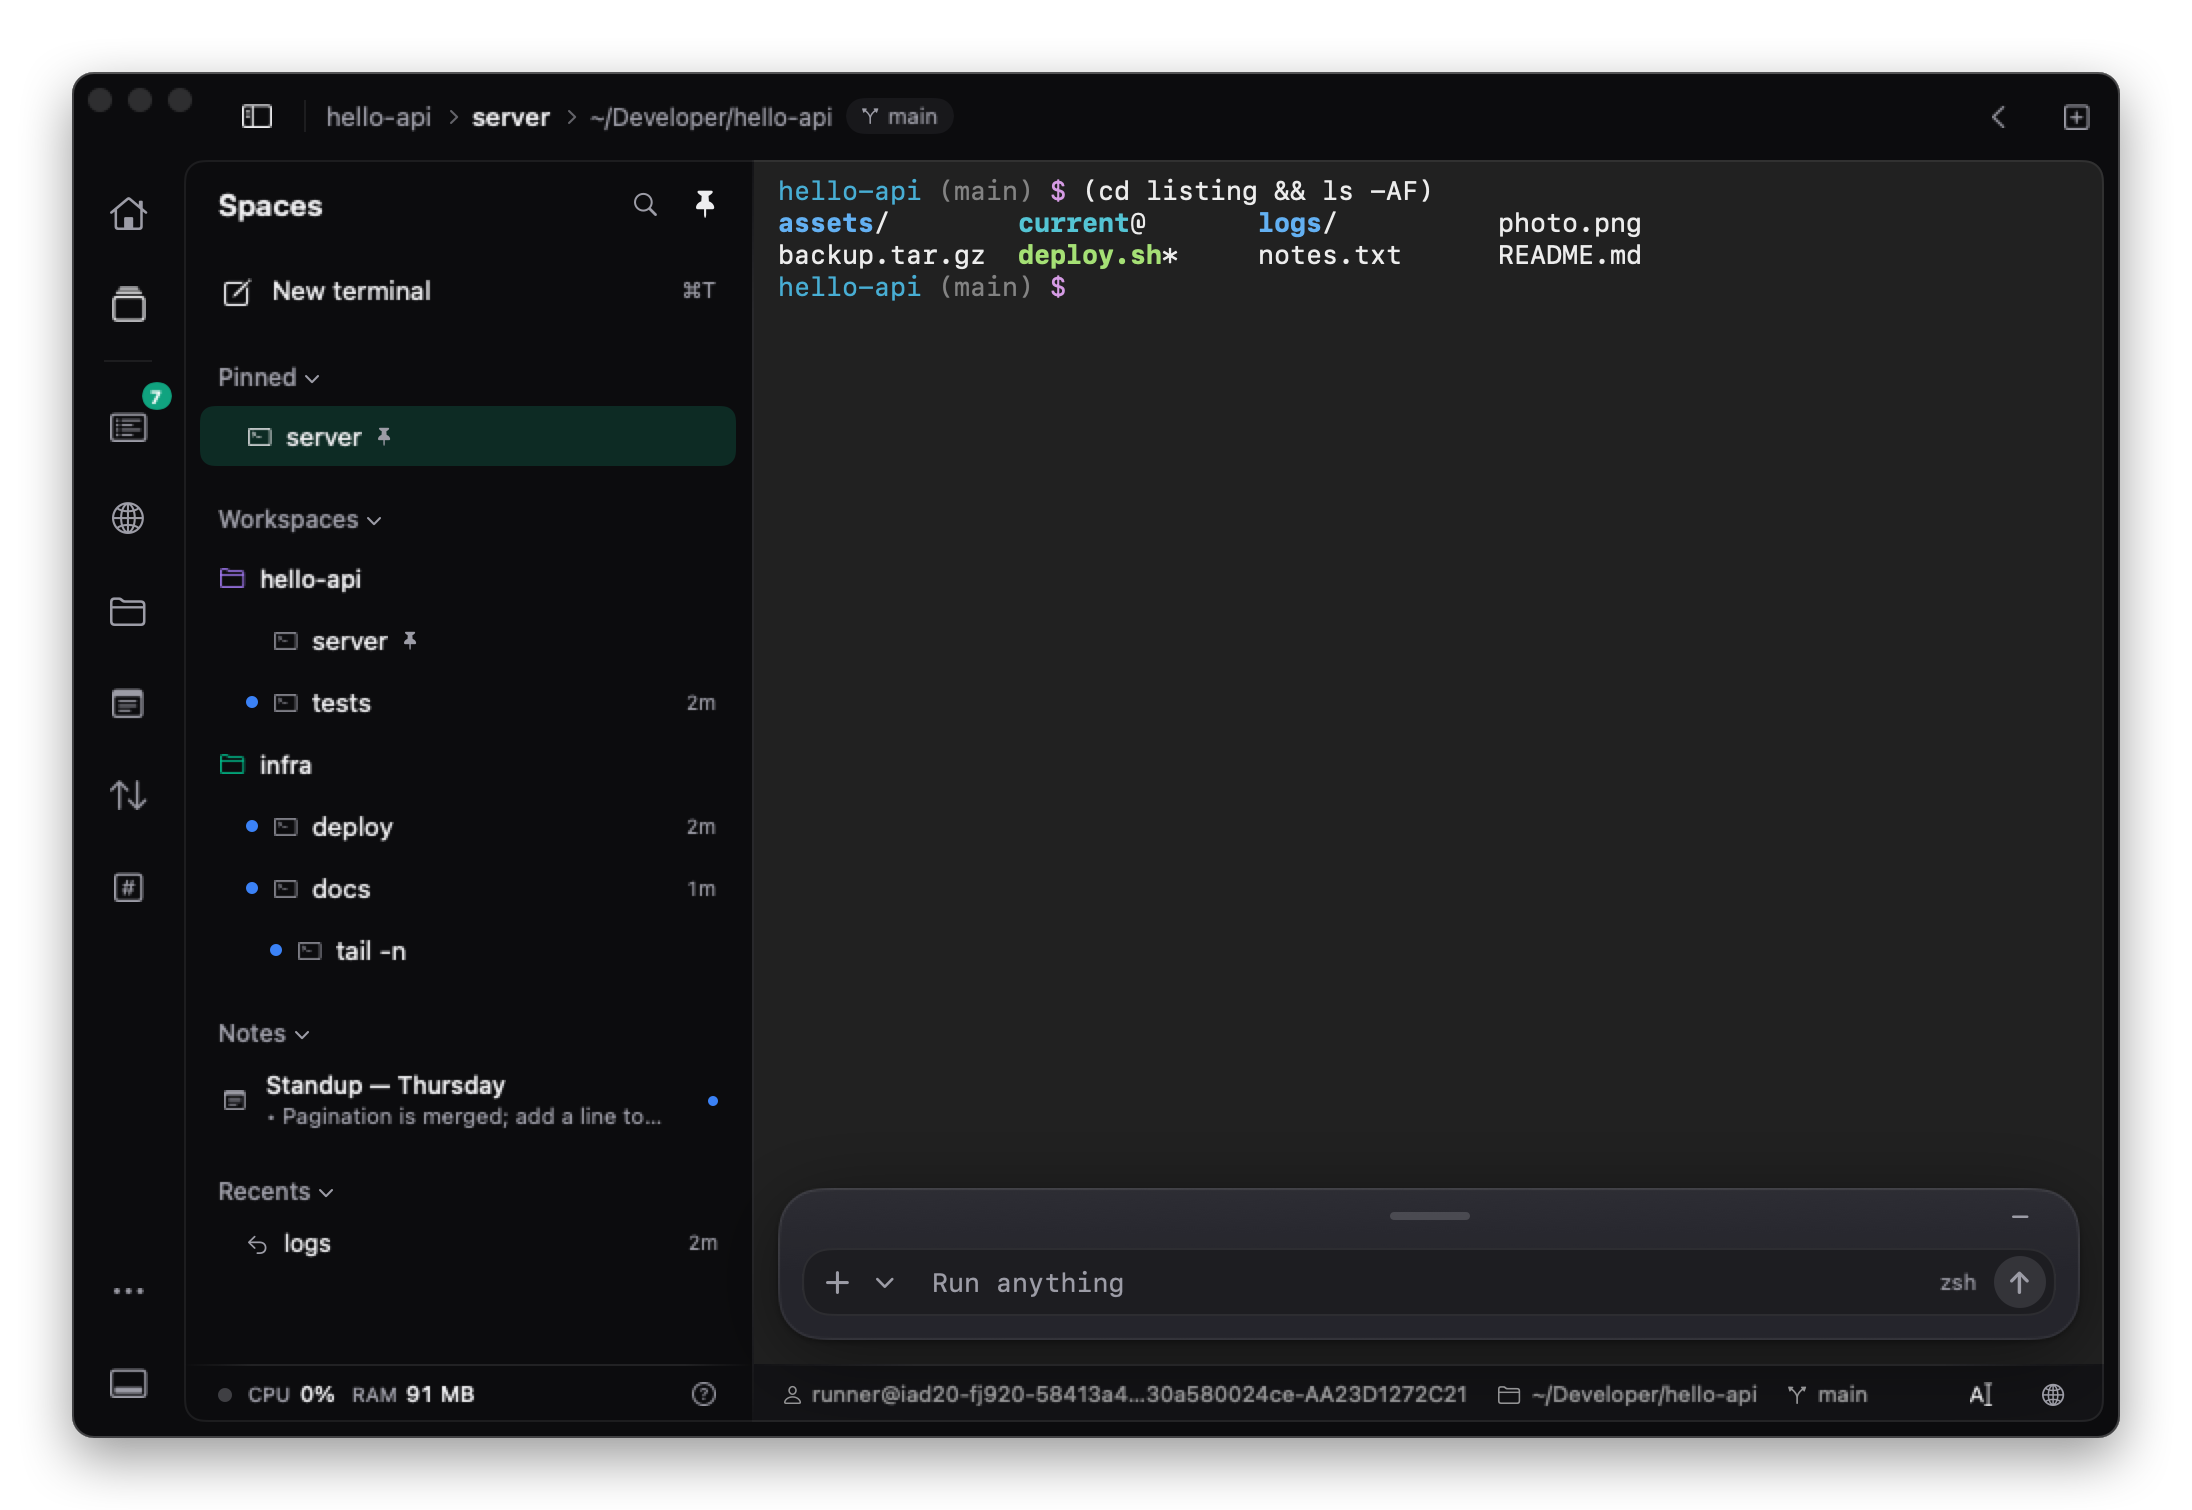 hello-api > server > ~/Developer/hello-api main
Spaces
New terminal ⌘T
Pinned
server
Workspaces
hello-api
server
tests 2m
infra
deploy 2m
docs 1m
tail -n
Notes
Standup — Thursday
• Pagination is merged; add a line to...
Recents
logs 2m
CPU 0% RAM 91 MB
7
hello-api (main) $ (cd listing && ls -AF)
assets/ current@ logs/ photo.png
backup.tar.gz deploy.sh* notes.txt README.md
hello-api (main) $
Run anything zsh
runner@iad20-fj920-58413a4...30a580024ce-AA23D1272C21 ~/Developer/hello-api main